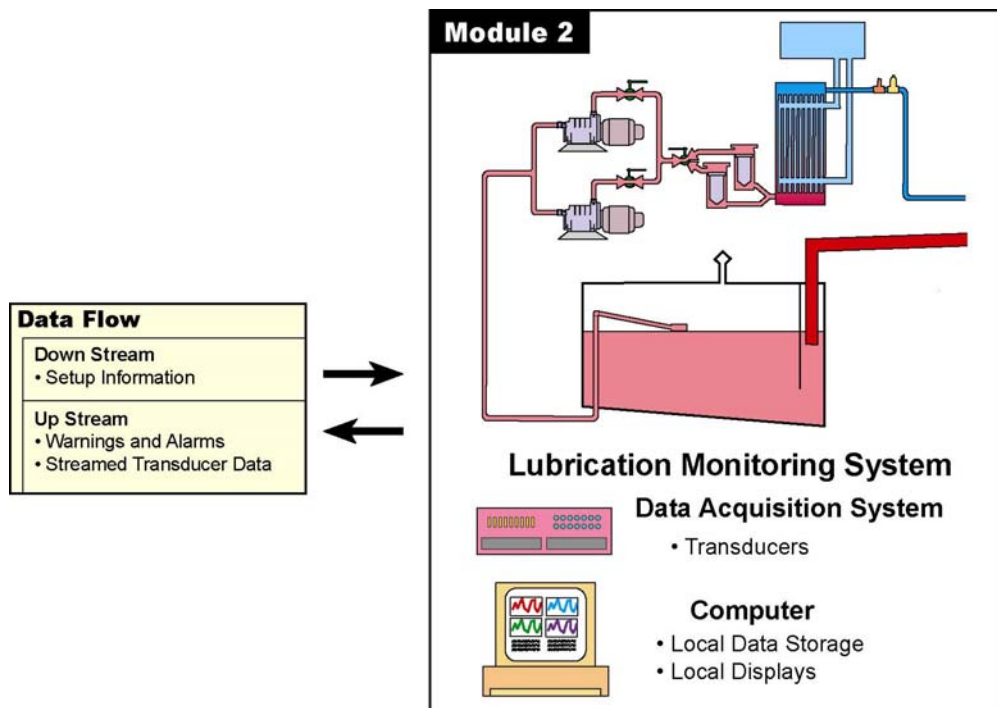 Module 2
Data Flow
Down Stream
• Setup Information
Up Stream
• Warnings and Alarms
• Streamed Transducer Data
Lubrication Monitoring System
Data Acquisition System
• Transducers
Computer
• Local Data Storage
• Local Displays